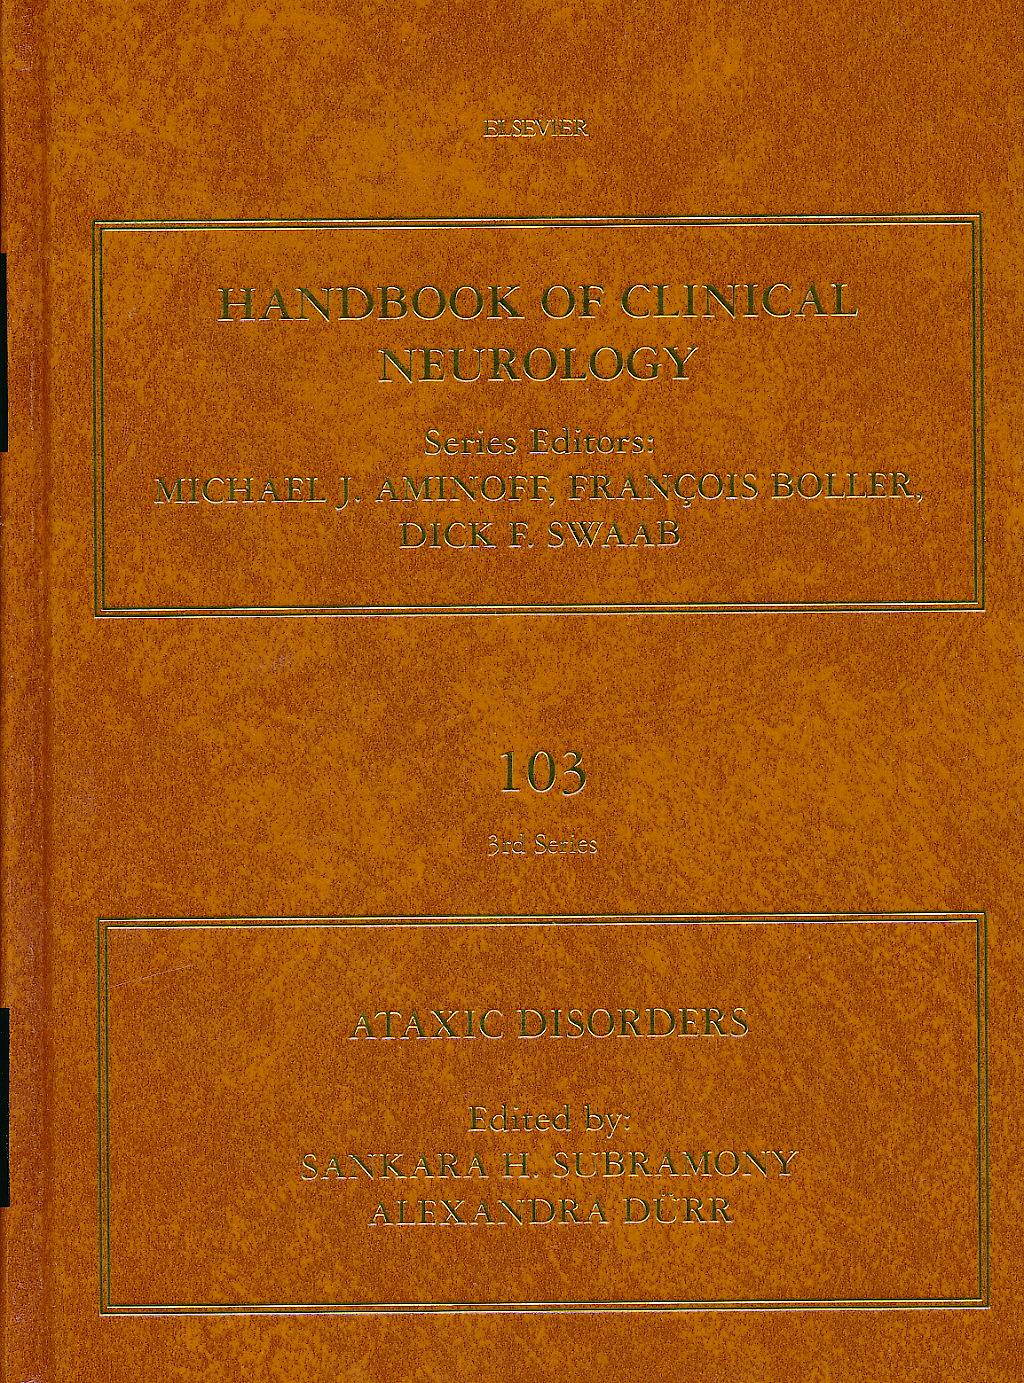 ELSEVIER
HANDBOOK OF CLINICAL
NEUROLOGY
Series Editors:
MICHAEL J. AMINOFF, FRANÇOIS BOLLER,
DICK F. SWAAB
103
3rd Series
ATAXIC DISORDERS
Edited by:
SANKARA H. SUBRAMONY
ALEXANDRA DÜRR